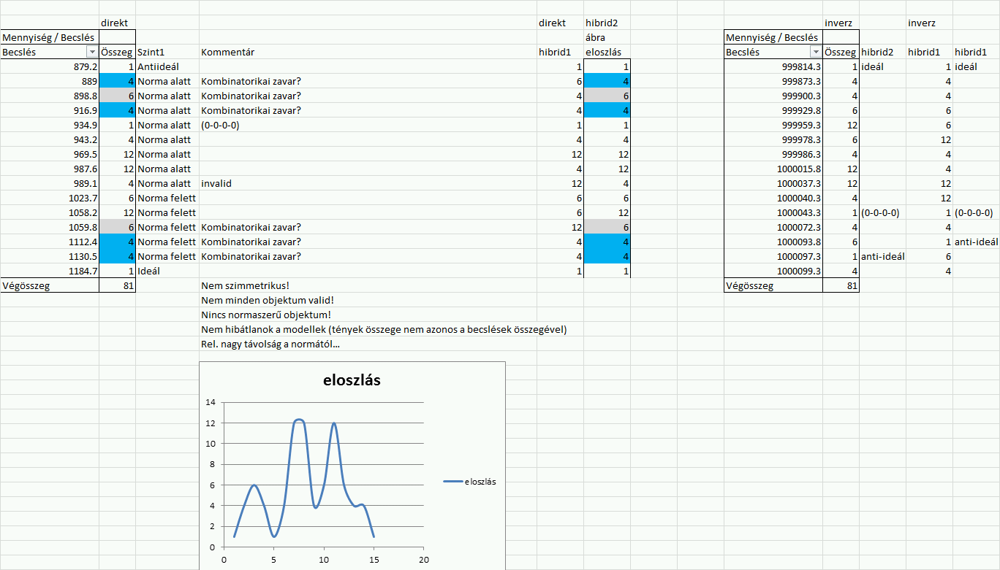 direkt direkt hibrid2 inverz inverz
Mennyiség / Becslés ábra Mennyiség / Becslés
Becslés Összeg Szint1 Kommentár hibrid1 eloszlás Becslés Összeg hibrid2 hibrid1 hibrid1
879.2 1 Antiideál 1 1 999814.3 1 ideál 1 ideál
889 4 Norma alatt Kombinatorikai zavar? 6 4 999873.3 4 4
898.8 6 Norma alatt Kombinatorikai zavar? 4 6 999900.3 4 4
916.9 4 Norma alatt Kombinatorikai zavar? 4 4 999929.8 6 6
934.9 1 Norma alatt (0-0-0-0) 1 1 999959.3 12 6
943.2 4 Norma alatt 4 4 999978.3 6 12
969.5 12 Norma alatt 12 12 999986.3 4 4
987.6 12 Norma alatt 4 12 1000015.8 12 4
989.1 4 Norma alatt invalid 12 4 1000037.3 12 12
1023.7 6 Norma felett 6 6 1000040.3 4 12
1058.2 12 Norma felett 6 12 1000043.3 1 (0-0-0-0) 1 (0-0-0-0)
1059.8 6 Norma felett Kombinatorikai zavar? 12 6 1000072.3 4 4
1112.4 4 Norma felett Kombinatorikai zavar? 4 4 1000093.8 6 1 anti-ideál
1130.5 4 Norma felett Kombinatorikai zavar? 4 4 1000097.3 1 anti-ideál 6
1184.7 1 Ideál 1 1 1000099.3 4 4
Végösszeg 81 Nem szimmetrikus! Végösszeg 81
Nem minden objektum valid!
Nincs normaszerű objektum!
Nem hibátlanok a modellek (tények összege nem azonos a becslések összegével)
Rel. nagy távolság a normától...
eloszlás
14
12
10
8
6
4
2
0
0 5 10 15 20
eloszlás